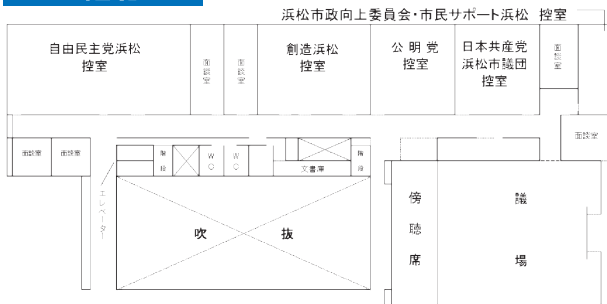 浜松市政向上委員会・市民サポート浜松 控室
自由民主党浜松
控室
面談室
面談室
創造浜松
控室
公明党
控室
日本共産党
浜松市議団
控室
面談室
面談室
面談室
面談室
階段
WC
WC
文書庫
階段
エレベーター
吹抜
傍聴席
議場